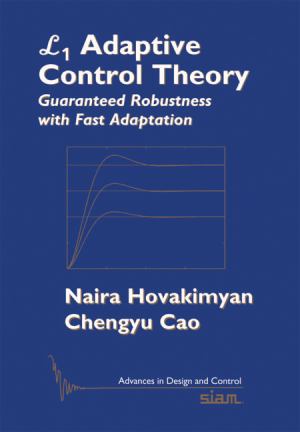 ℒ₁ Adaptive
Control Theory
Guaranteed Robustness
with Fast Adaptation
Naira Hovakimyan
Chengyu Cao
Advances in Design and Control
siam